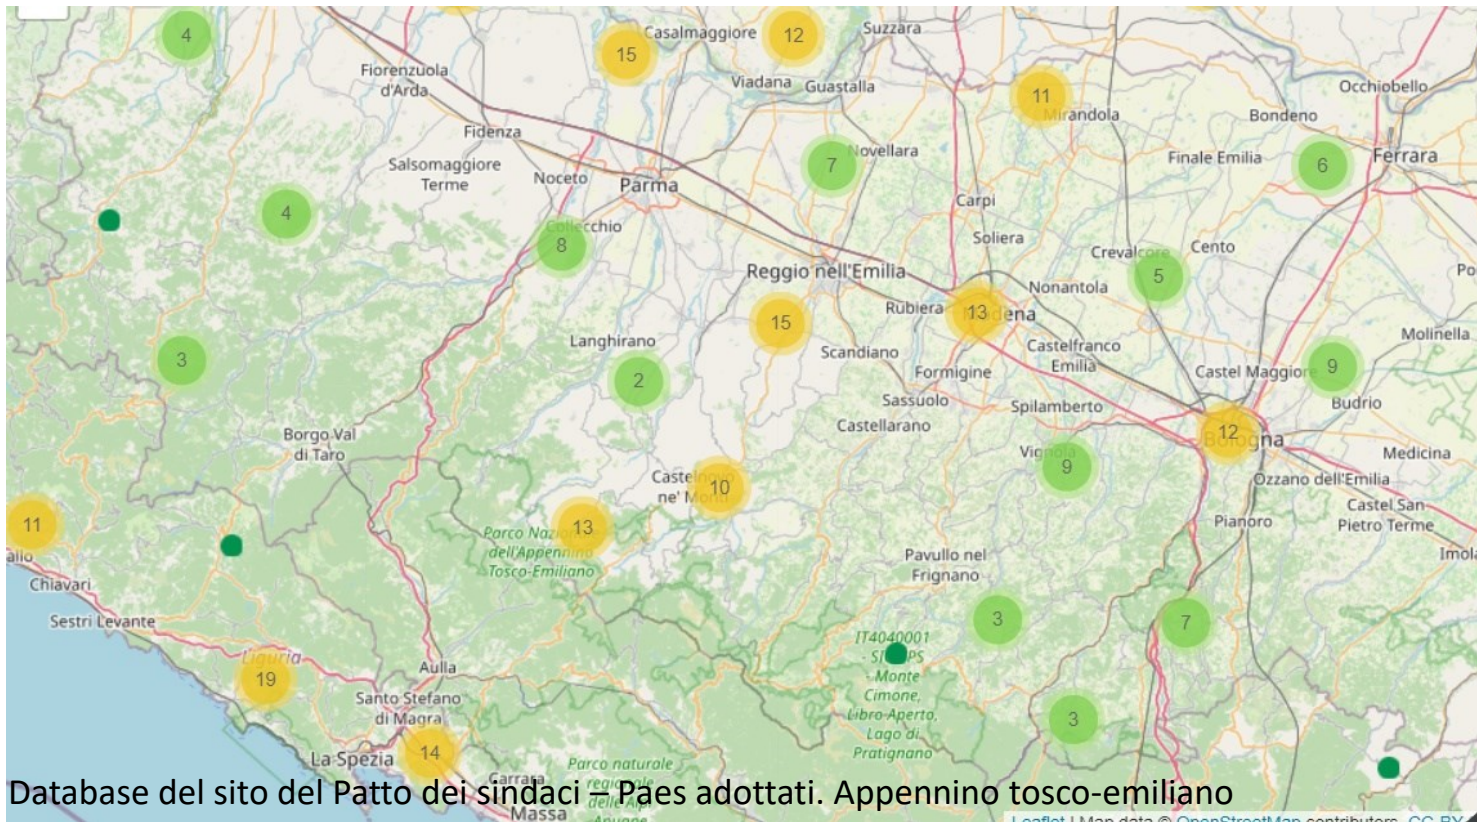 4
15
Casalmaggiore
12
Suzzara
Fiorenzuola
d'Arda
Viadana
Guastalla
11
Mirandola
Occhiobello
Bondeno
Fidenza
Salsomaggiore
Terme
Noceto
Parma
7
Novellara
Finale Emilia
6
Ferrara
4
Collecchio
8
Carpi
Soliera
Crevalcore
Cento
5
Reggio nell'Emilia
Nonantola
Rubiera
13
Modena
15
Langhirano
Scandiano
Castelfranco
Emilia
Molinella
3
2
Formigine
Castel Maggiore
9
Sassuolo
Spilamberto
Budrio
Castellarano
Borgo Val
di Taro
12
Bologna
Vignola
9
Medicina
Castelnovo
ne' Monti
10
Ozzano dell'Emilia
Castel San
Pietro Terme
11
13
Parco Nazionale
dell'Appennino
Tosco-Emiliano
Pianoro
Pavullo nel
Frignano
Chiavari
Sestri Levante
3
7
IT4040001
- Monte
Cimone,
Libro Aperto,
Lago di
Pratignano
Liguria
19
Aulla
Santo Stefano
di Magra
3
14
La Spezia
Parco naturale
regionale
delle Alpi
Apuane
Carrara
Massa
Database del sito del Patto dei sindaci – Paes adottati. Appennino tosco-emiliano
Leaflet | Map data © OpenStreetMap contributors, CC-BY